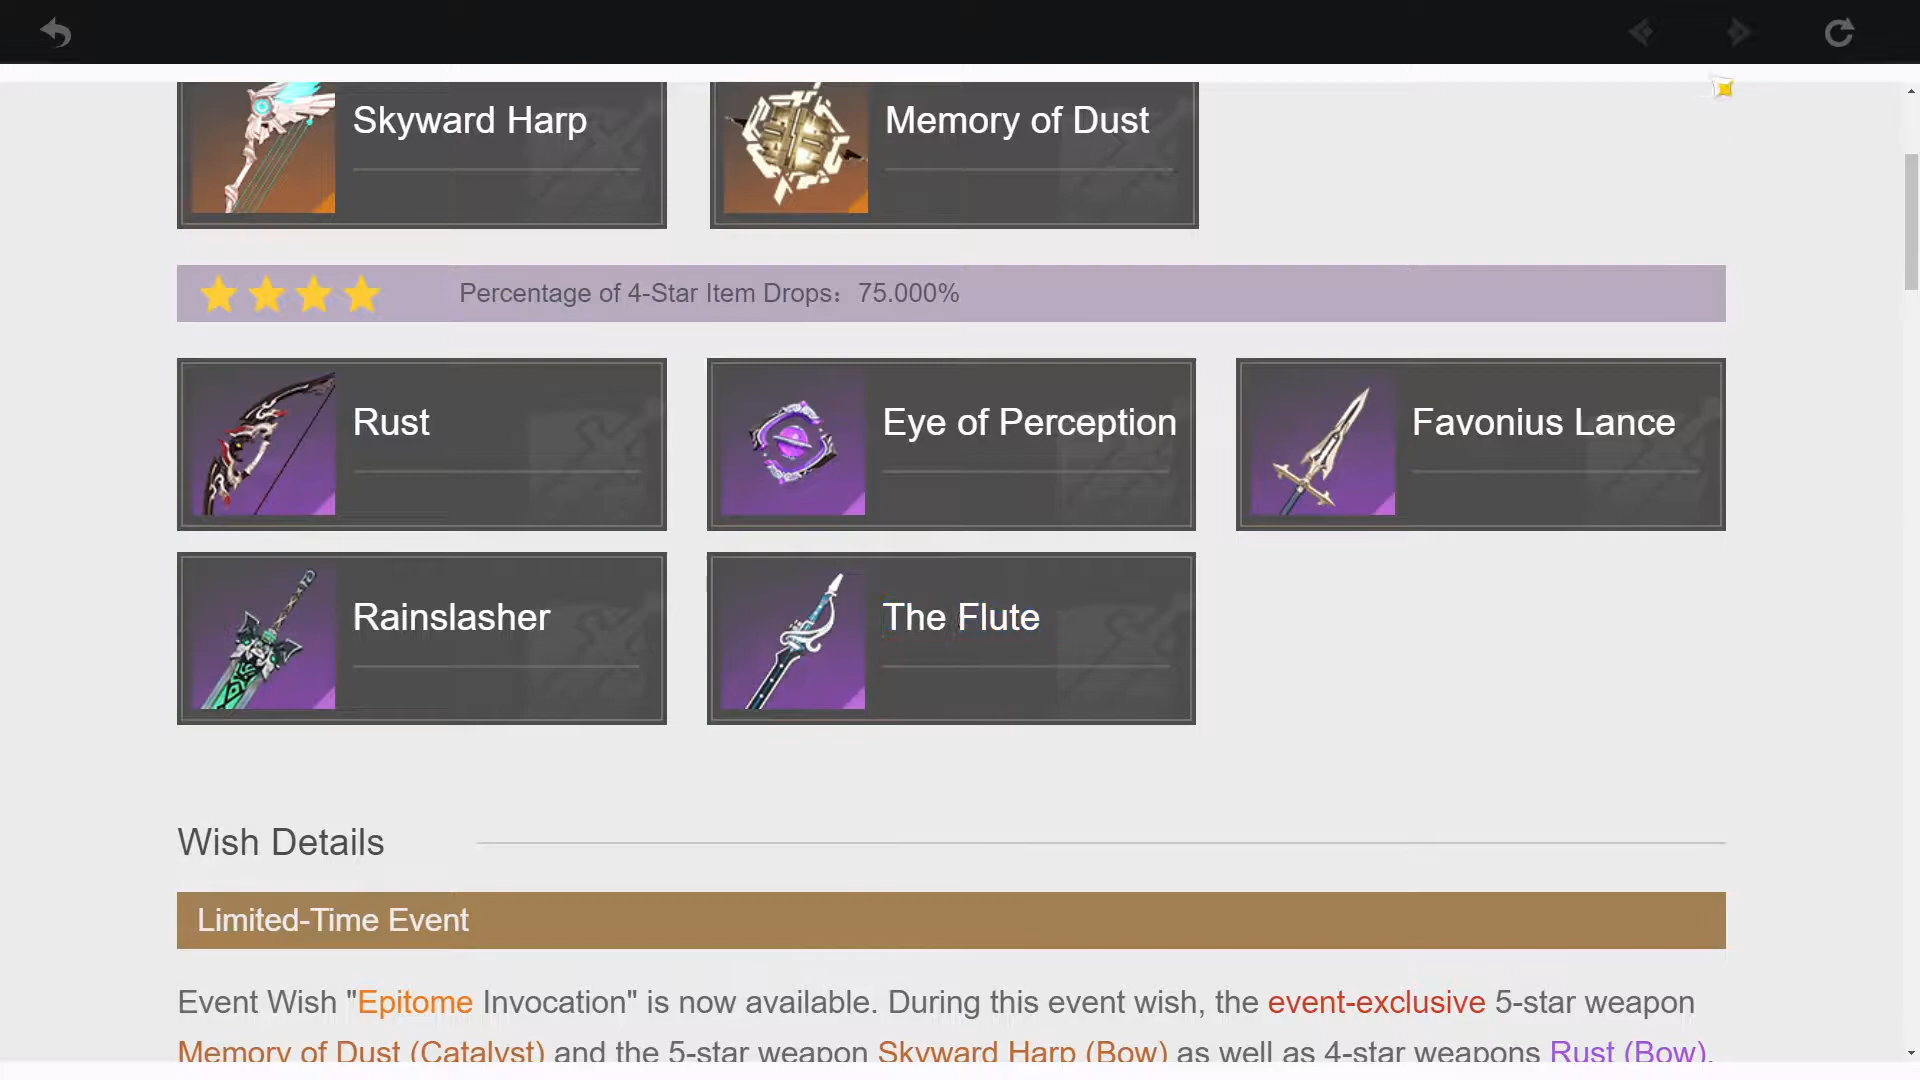 Skyward Harp
Memory of Dust
Percentage of 4-Star Item Drops：75.000%
Rust
Eye of Perception
Favonius Lance
Rainslasher
The Flute
Wish Details
Limited-Time Event
Event Wish "Epitome Invocation" is now available. During this event wish, the event-exclusive 5-star weapon
Memory of Dust (Catalyst) and the 5-star weapon Skyward Harp (Bow) as well as 4-star weapons Rust (Bow),